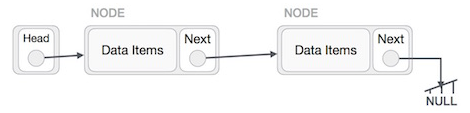 NODE
NODE
Head
Data Items
Next
Data Items
Next
NULL